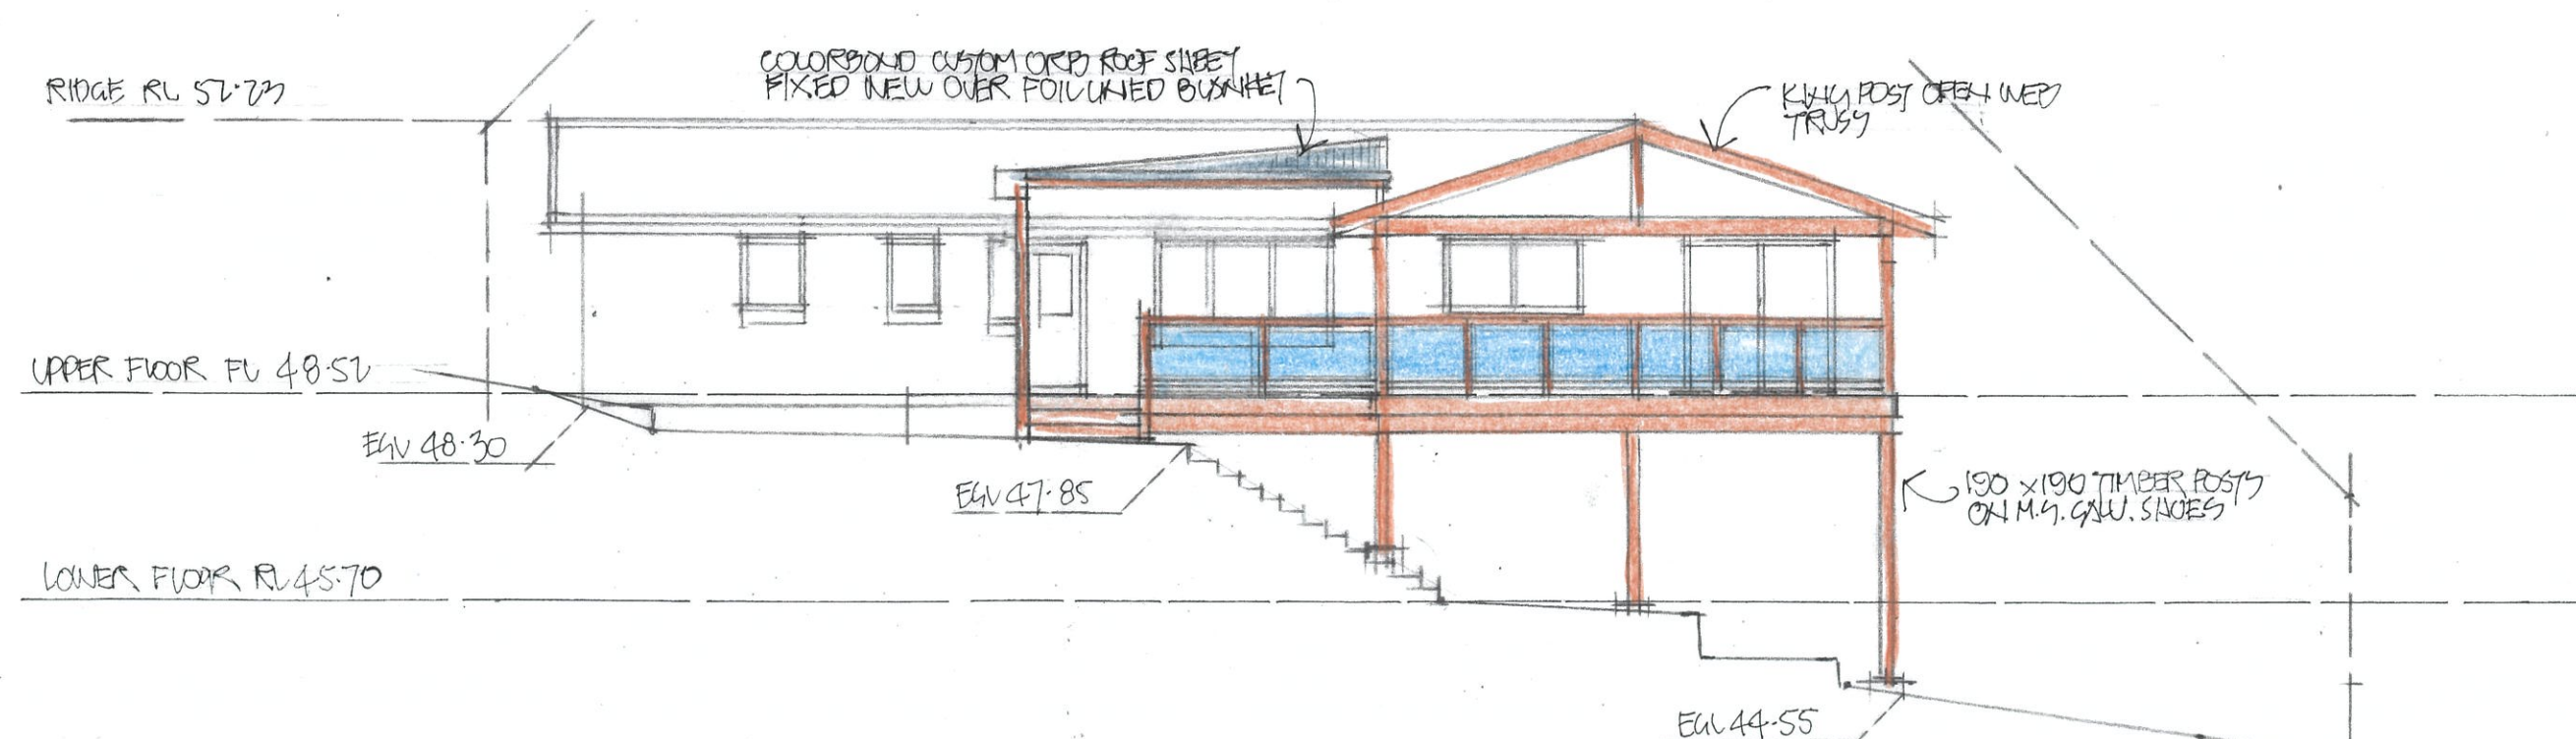 COLORBOND CUSTOM ORB ROOF SHEET
FIXED NEW OVER FOIL LINED BLANKET
RIDGE RL 52.23
KING POST OPEN WEB
TRUSS
UPPER FLOOR FL 48.52
EGL 48.30
EGL 47.85
190 x 190 TIMBER POSTS
ON M.S. GALV. SHOES
LOWER FLOOR RL 45.70
EGL 44.55